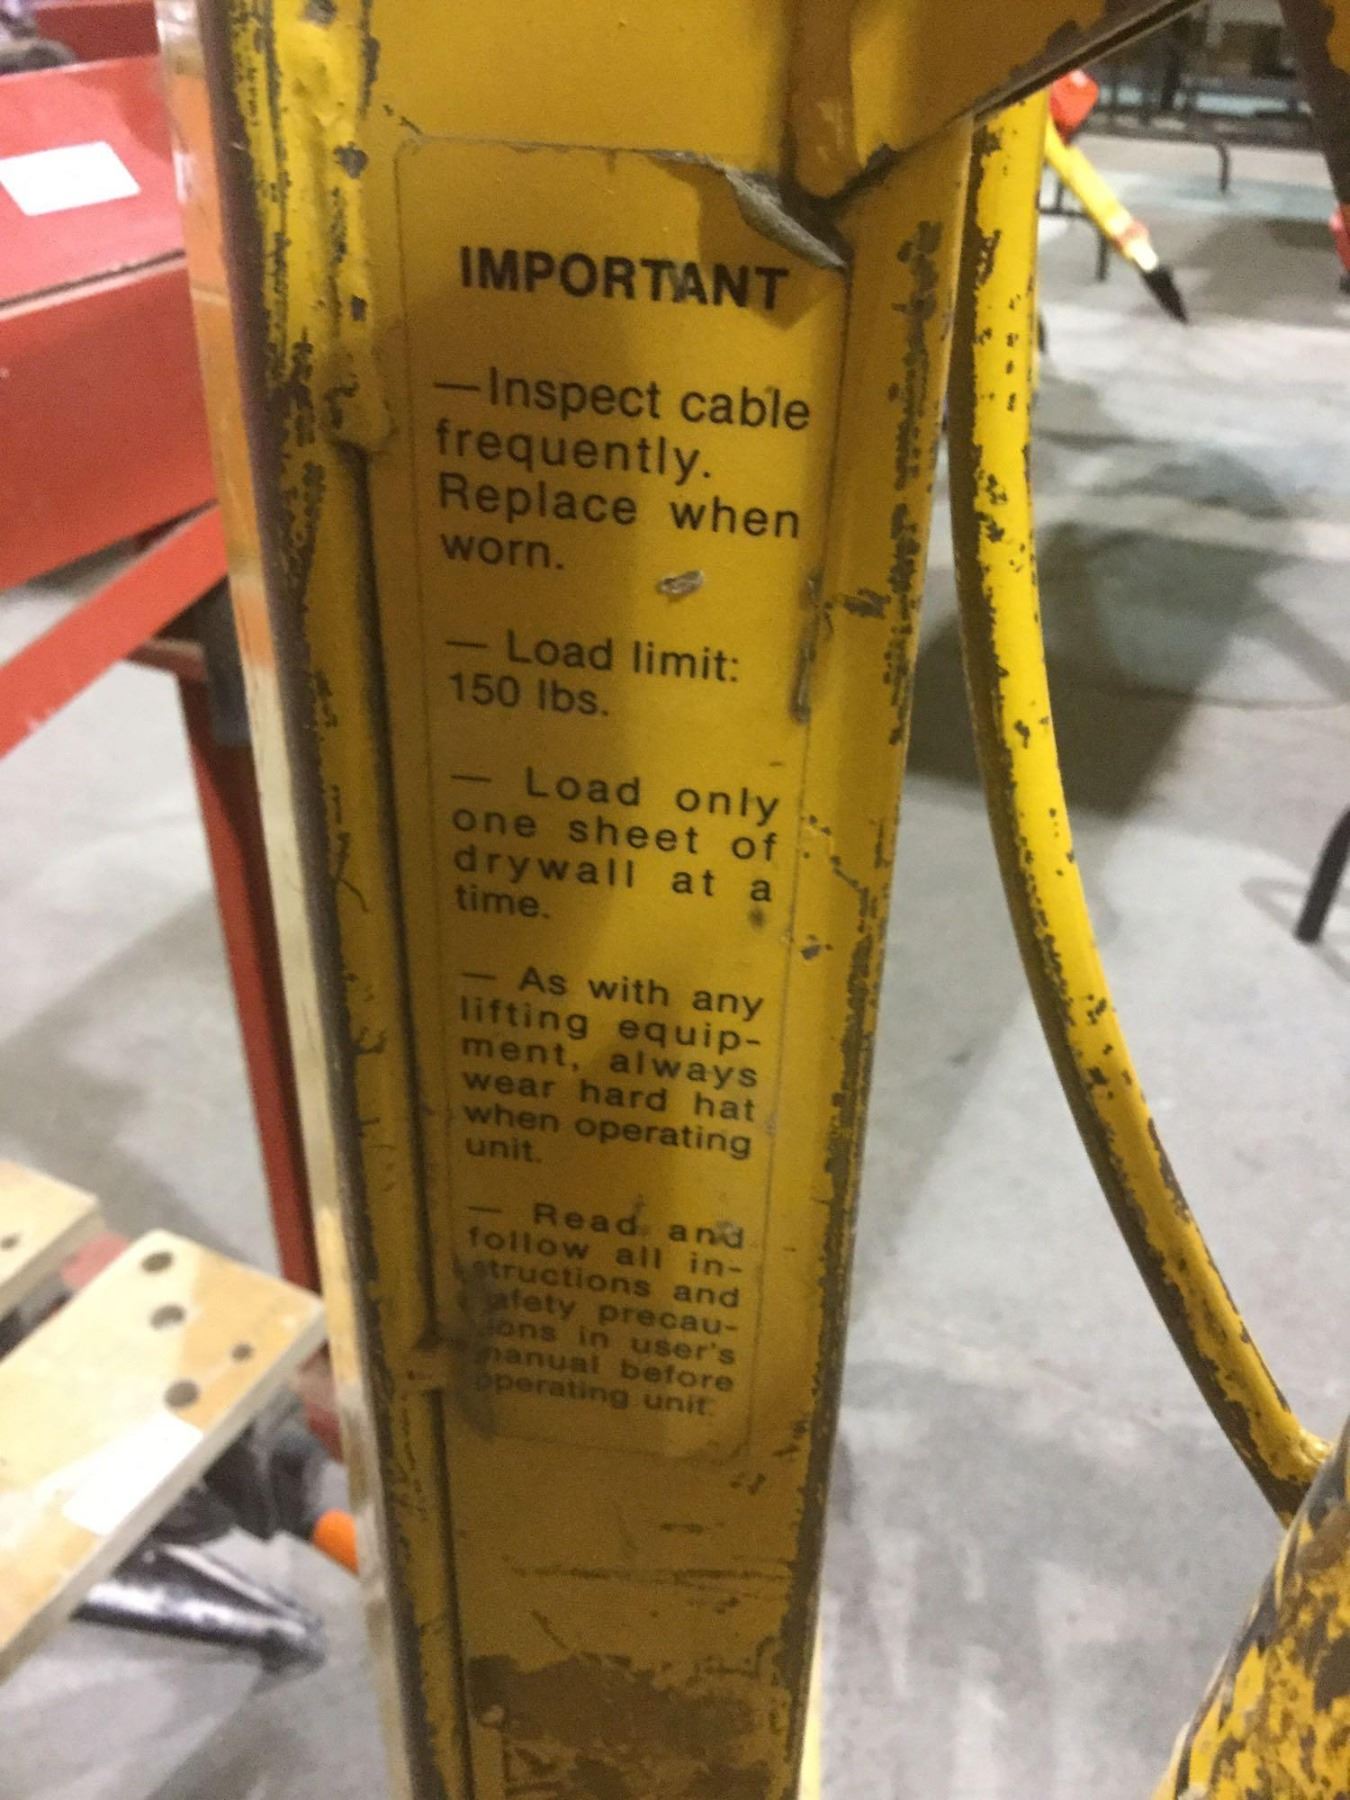 IMPORTANT
—Inspect cable
frequently.
Replace when
worn.
— Load limit:
150 lbs.
— Load only
one sheet of
drywall at a
time.
— As with any
lifting equip-
ment, always
wear hard hat
when operating
unit.
— Read and
follow all in-
structions and
safety precau-
tions in user's
manual before
operating unit.